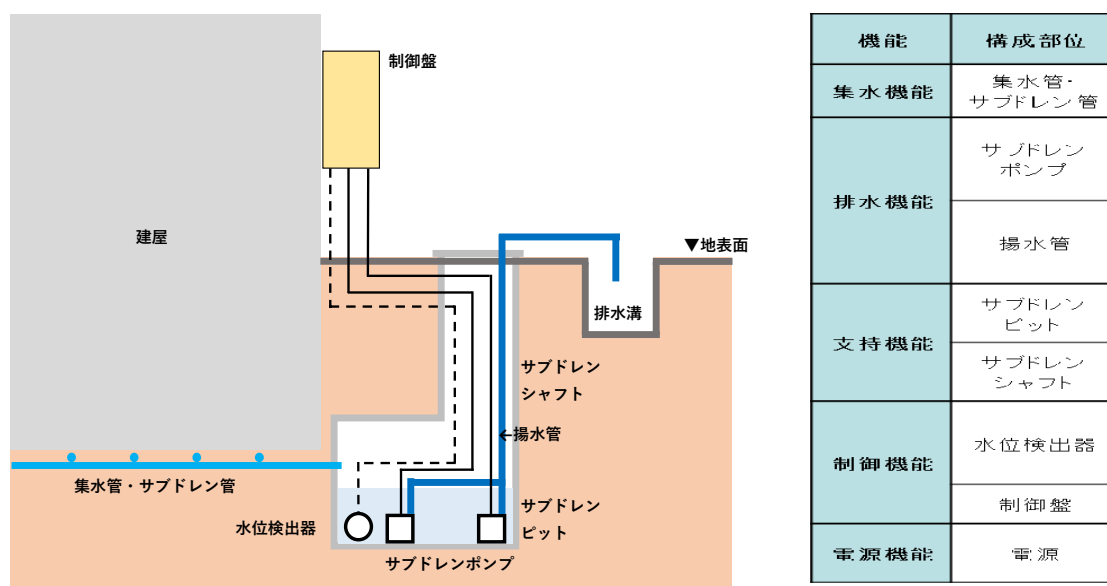 制御盤
建屋
▼地表面
排水溝
サブドレン
シャフト
←揚水管
集水管・サブドレン管
水位検出器
サブドレン
ピット
サブドレンポンプ
機能
構成部位
集水機能
集水管・
サブドレン管
排水機能
サブドレン
ポンプ
揚水管
支持機能
サブドレン
ピット
サブドレン
シャフト
制御機能
水位検出器
制御盤
電源機能
電源